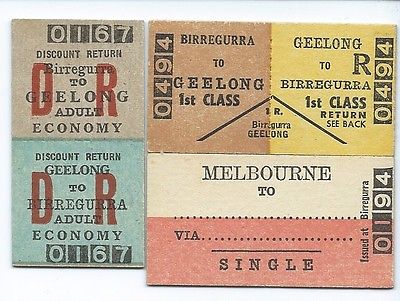 0167
DISCOUNT RETURN
Birregurra
TO
GEELONG
ADULT
ECONOMY
D R
DISCOUNT RETURN
GEELONG
TO
BIRREGURRA
ADULT
ECONOMY
D R
0167
0494
BIRREGURRA
TO
GEELONG
1st CLASS
1 R.
Birregurra
GEELONG
GEELONG
TO R
BIRREGURRA
1st CLASS
RETURN
SEE BACK
0494
MELBOURNE
TO
VIA
SINGLE
Issued at Birregurra
0194